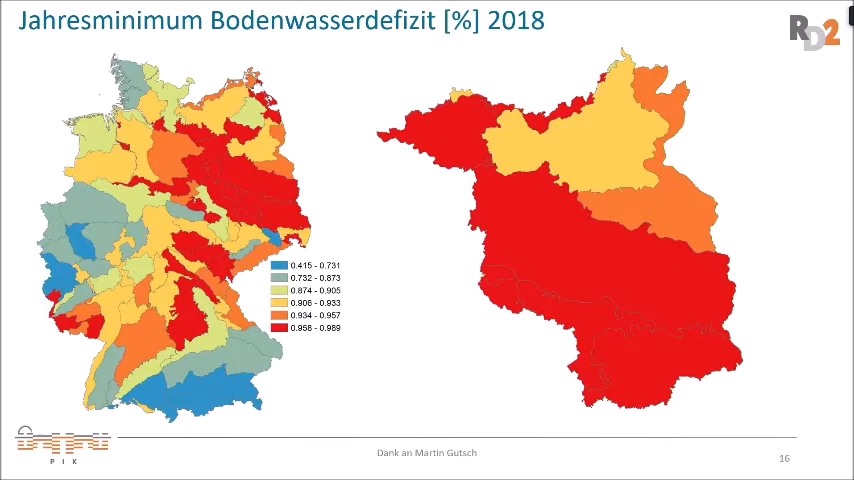 Jahresminimum Bodenwasserdefizit [%] 2018
RD2
0.415 - 0.731
0.732 - 0.873
0.874 - 0.905
0.906 - 0.933
0.934 - 0.957
0.958 - 0.989
P I K
Dank an Martin Gutsch
16